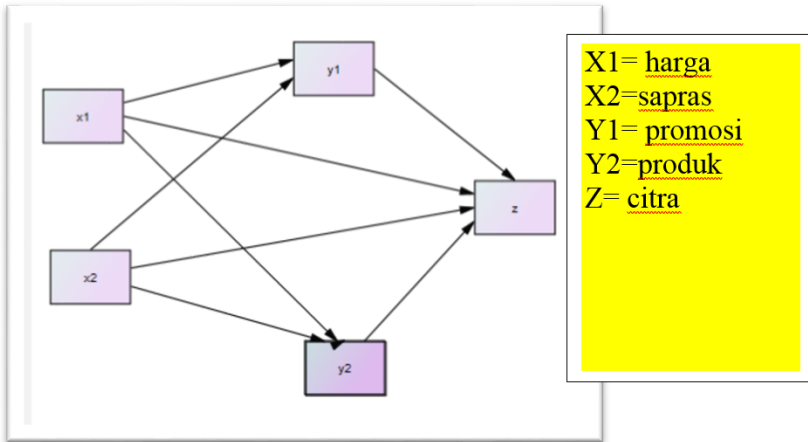 x1
x2
y1
y2
z
X1= harga
X2=sapras
Y1= promosi
Y2=produk
Z= citra